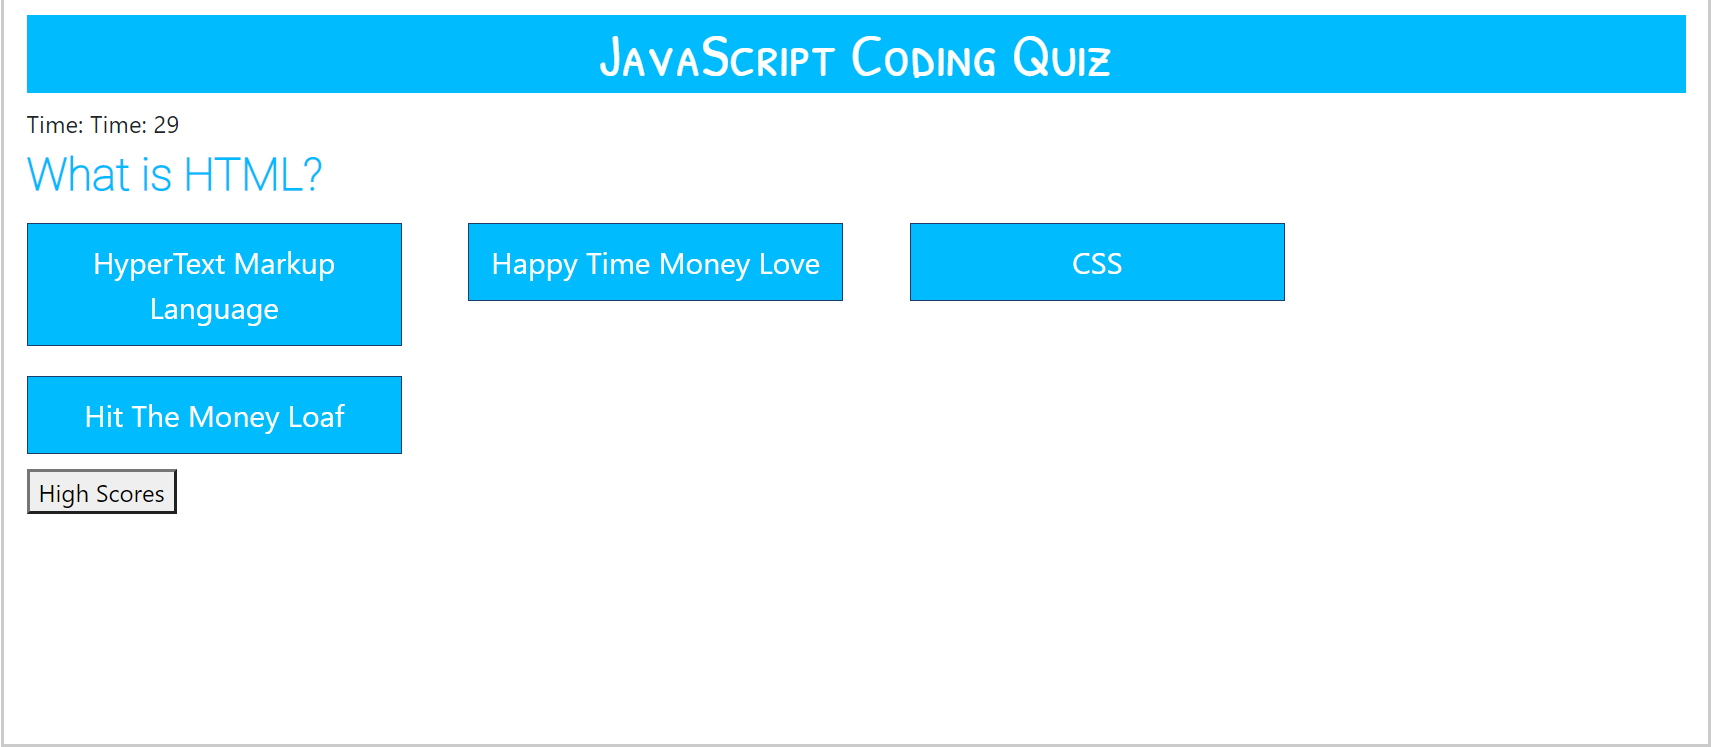 JavaScript Coding Quiz
Time: Time: 29
What is HTML?
HyperText Markup
Language
Happy Time Money Love
CSS
Hit The Money Loaf
High Scores